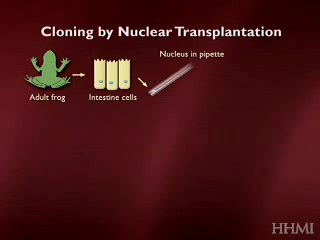 Cloning by Nuclear Transplantation
Nucleus in pipette
Adult frog
Intestine cells
HHMI